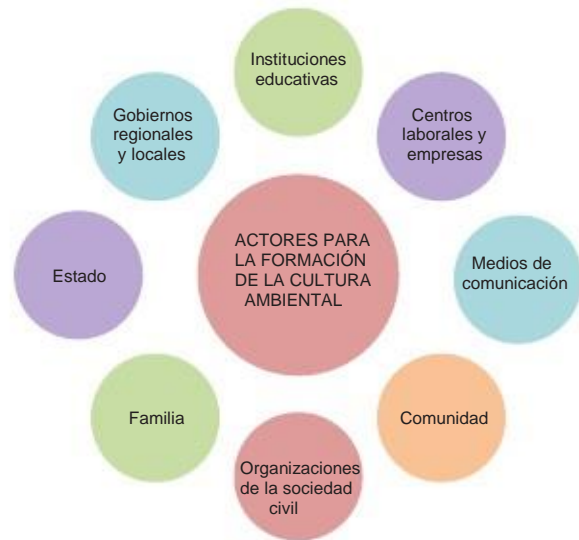 Instituciones
educativas
Gobiernos
regionales
y locales
Centros
laborales y
empresas
ACTORES PARA
LA FORMACIÓN
DE LA CULTURA
AMBIENTAL
Estado
Medios de
comunicación
Familia
Comunidad
Organizaciones
de la sociedad
civil